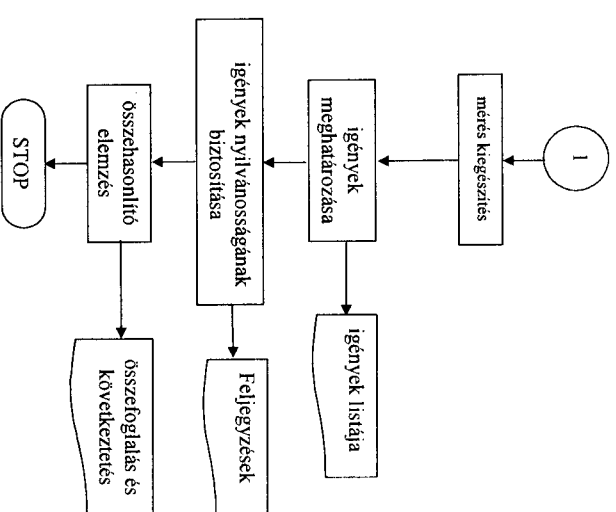 1
mérés kiegészítés
igények
meghatározása
igények listája
igények nyilvánosságának
biztosítása
Feljegyzések
összehasonlító
elemzés
összefoglalás és
következtetés
STOP